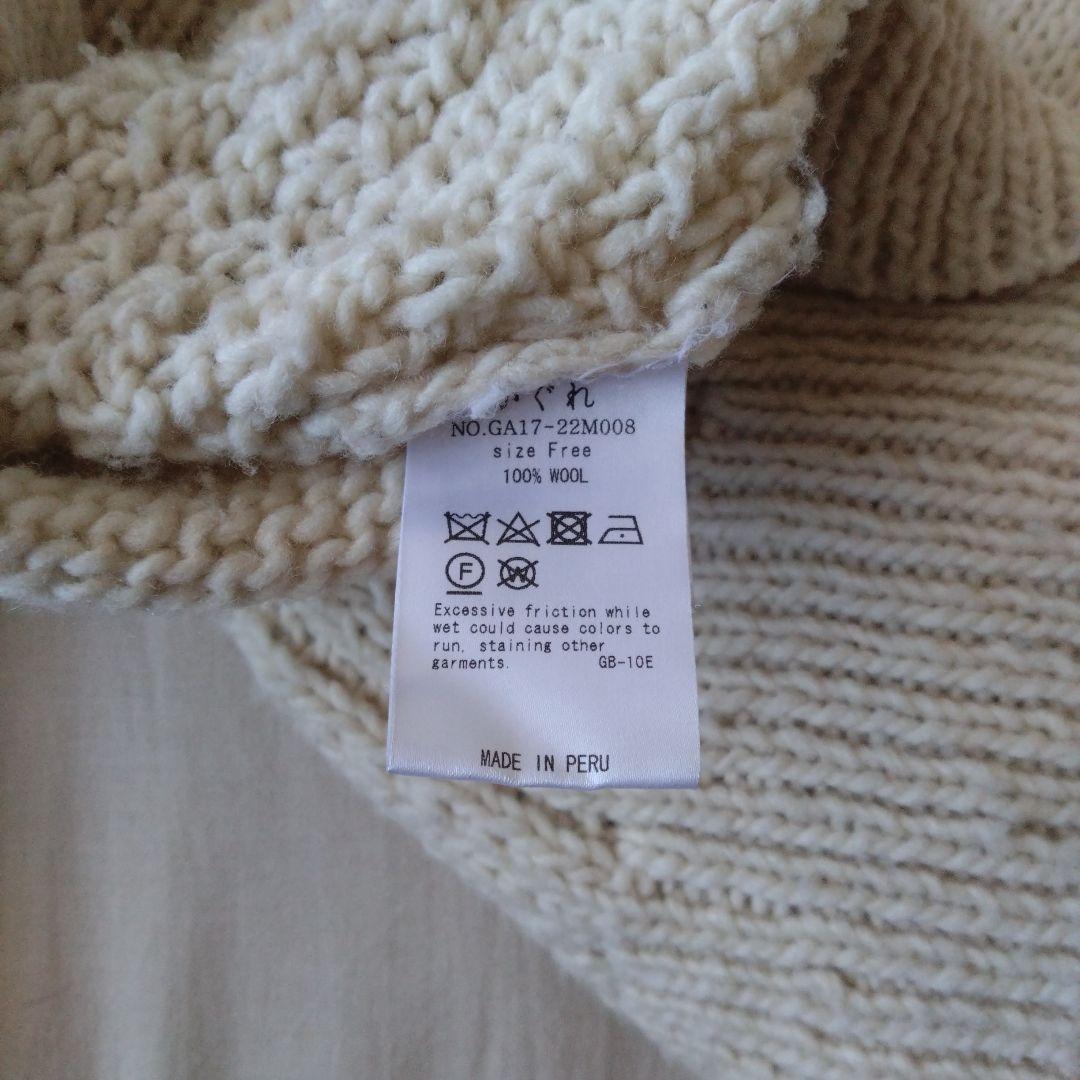 かぐれ
NO.GA17-22M008
size Free
100% WOOL
F W
Excessive friction while
wet could cause colors to
run, staining other
garments. GB-10E
MADE IN PERU